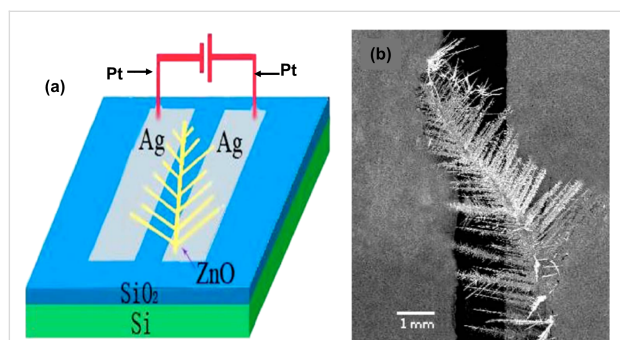 (a)
Pt
Pt
Ag
Ag
ZnO
SiO₂
Si
(b)
1 mm